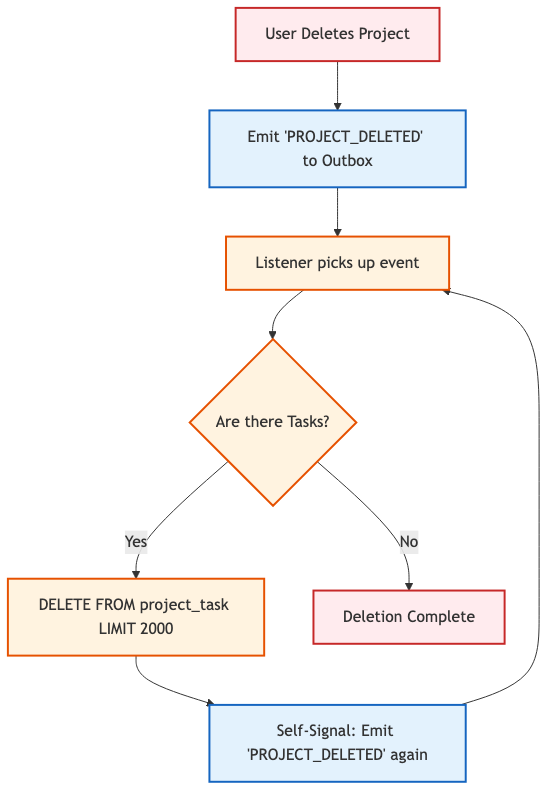 User Deletes Project
Emit 'PROJECT_DELETED'
to Outbox
Listener picks up event
Are there Tasks?
Yes
No
DELETE FROM project_task
LIMIT 2000
Deletion Complete
Self-Signal: Emit
'PROJECT_DELETED' again